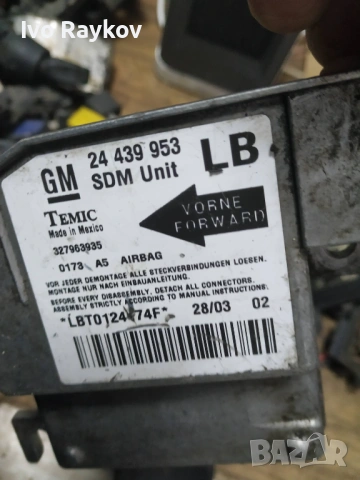 Ivo Raykov
GM
24 439 953
SDM Unit
LB
TEMIC
Made in Mexico
327963935
0173 A5 AIRBAG
VORNE
FORWARD
VOR JEDER DEMONTAGE ALLE STECKVERBINDUNGEN LOESEN.
MONTAGE NUR NACH EINBAUANLEITUNG
BEFORE EVERY DISASSEMBLY, DETACH ALL CONNECTORS.
ASSEMBLY STRICTLY ACCORDING TO MANUAL INSTRUCTIONS.
28/03 02
BAZAR
bg